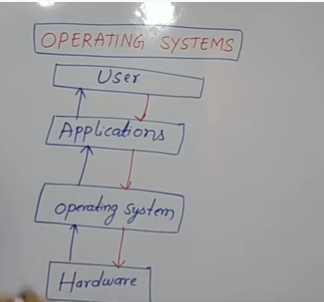 OPERATING SYSTEMS
User
Applications
Operating System
Hardware